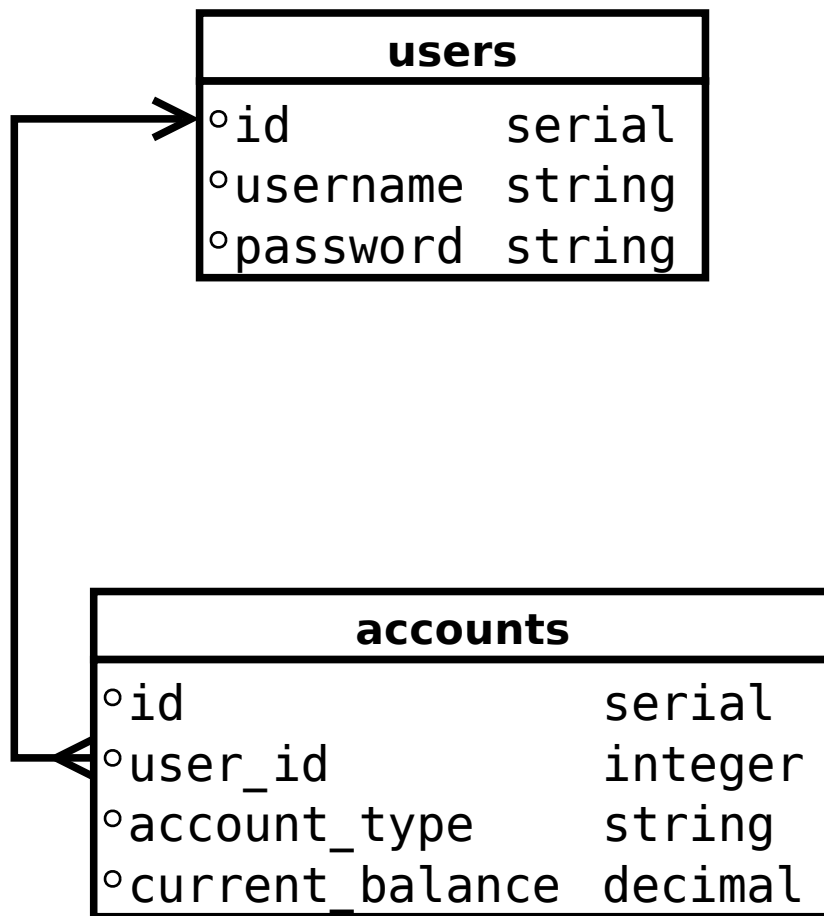 users
id serial
username string
password string
accounts
id serial
user_id integer
account_type string
current_balance decimal